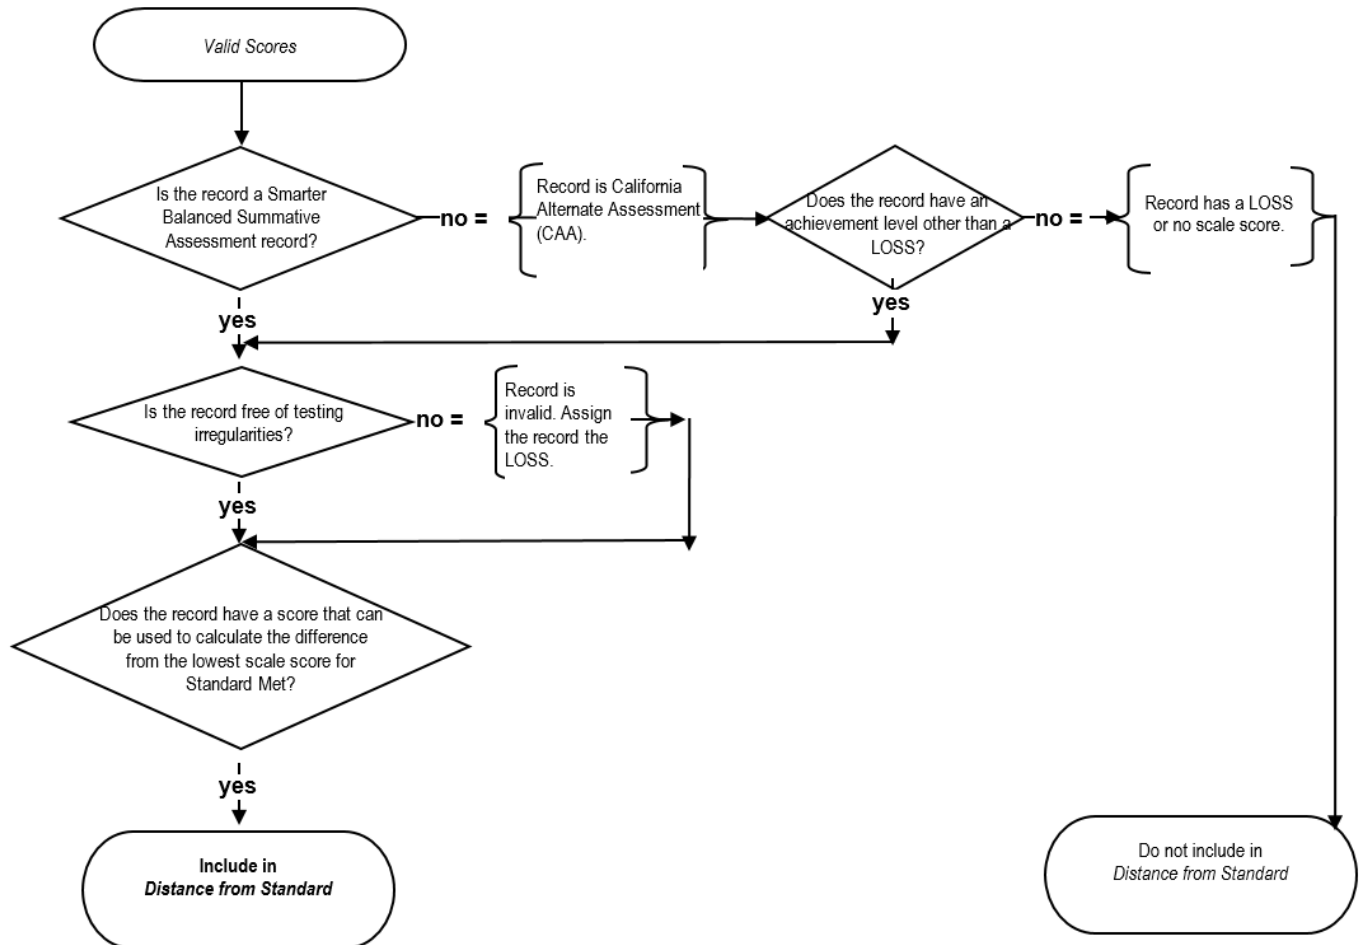 Valid Scores
Is the record a Smarter
Balanced Summative
Assessment record?
no =
Record is California
Alternate Assessment
(CAA).
Does the record have an
achievement level other than a
LOSS?
no =
Record has a LOSS
or no scale score.
yes
yes
Is the record free of testing
irregularities?
no =
Record is
invalid. Assign
the record the
LOSS.
yes
Does the record have a score that can
be used to calculate the difference
from the lowest scale score for
Standard Met?
yes
Include in
Distance from Standard
Do not include in
Distance from Standard